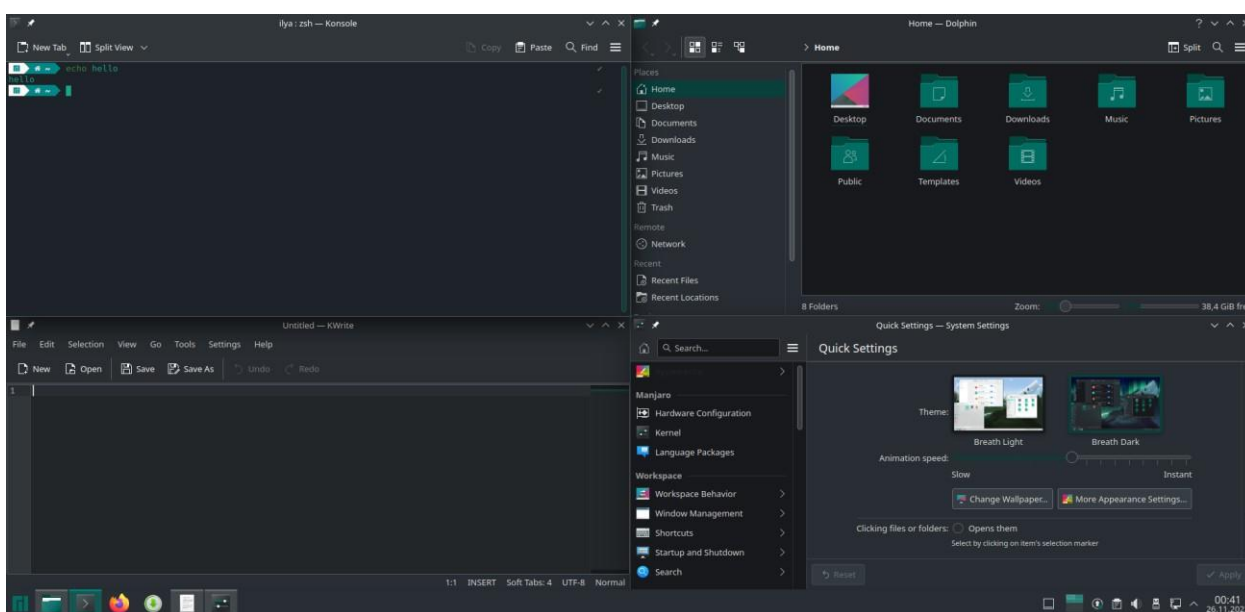 ilya : zsh — Konsole
New Tab Split View Copy Paste Find
echo hello
hello
Home — Dolphin
Home Split
Places
Home
Desktop
Documents
Downloads
Music
Pictures
Videos
Trash
Remote
Network
Recent
Recent Files
Recent Locations
Desktop Documents Downloads Music Pictures
Public Templates Videos
8 Folders Zoom: 38,4 GiB
Untitled — KWrite
File Edit Selection View Go Tools Settings Help
New Open Save Save As Undo Redo
1
1:1 INSERT Soft Tabs: 4 UTF-8 Normal
Quick Settings — System Settings
Search... Quick Settings
Manjaro
Hardware Configuration
Kernel
Language Packages
Workspace
Workspace Behavior
Window Management
Shortcuts
Startup and Shutdown
Search
Theme:
Breath Light Breath Dark
Animation speed:
Slow Instant
Change Wallpaper... More Appearance Settings...
Clicking files or folders: Opens them
Select by clicking on item's selection marker
Reset Apply
00:41